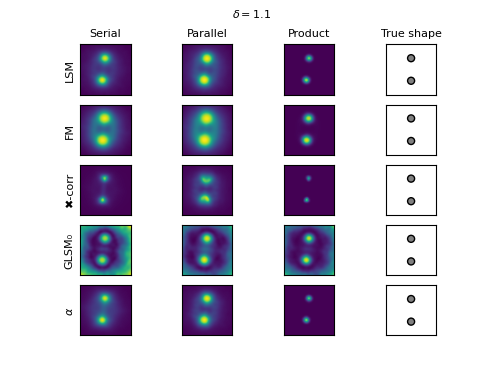 δ = 1.1
Serial Parallel Product True shape
LSM
FM
✖-corr
GLSM₀
α